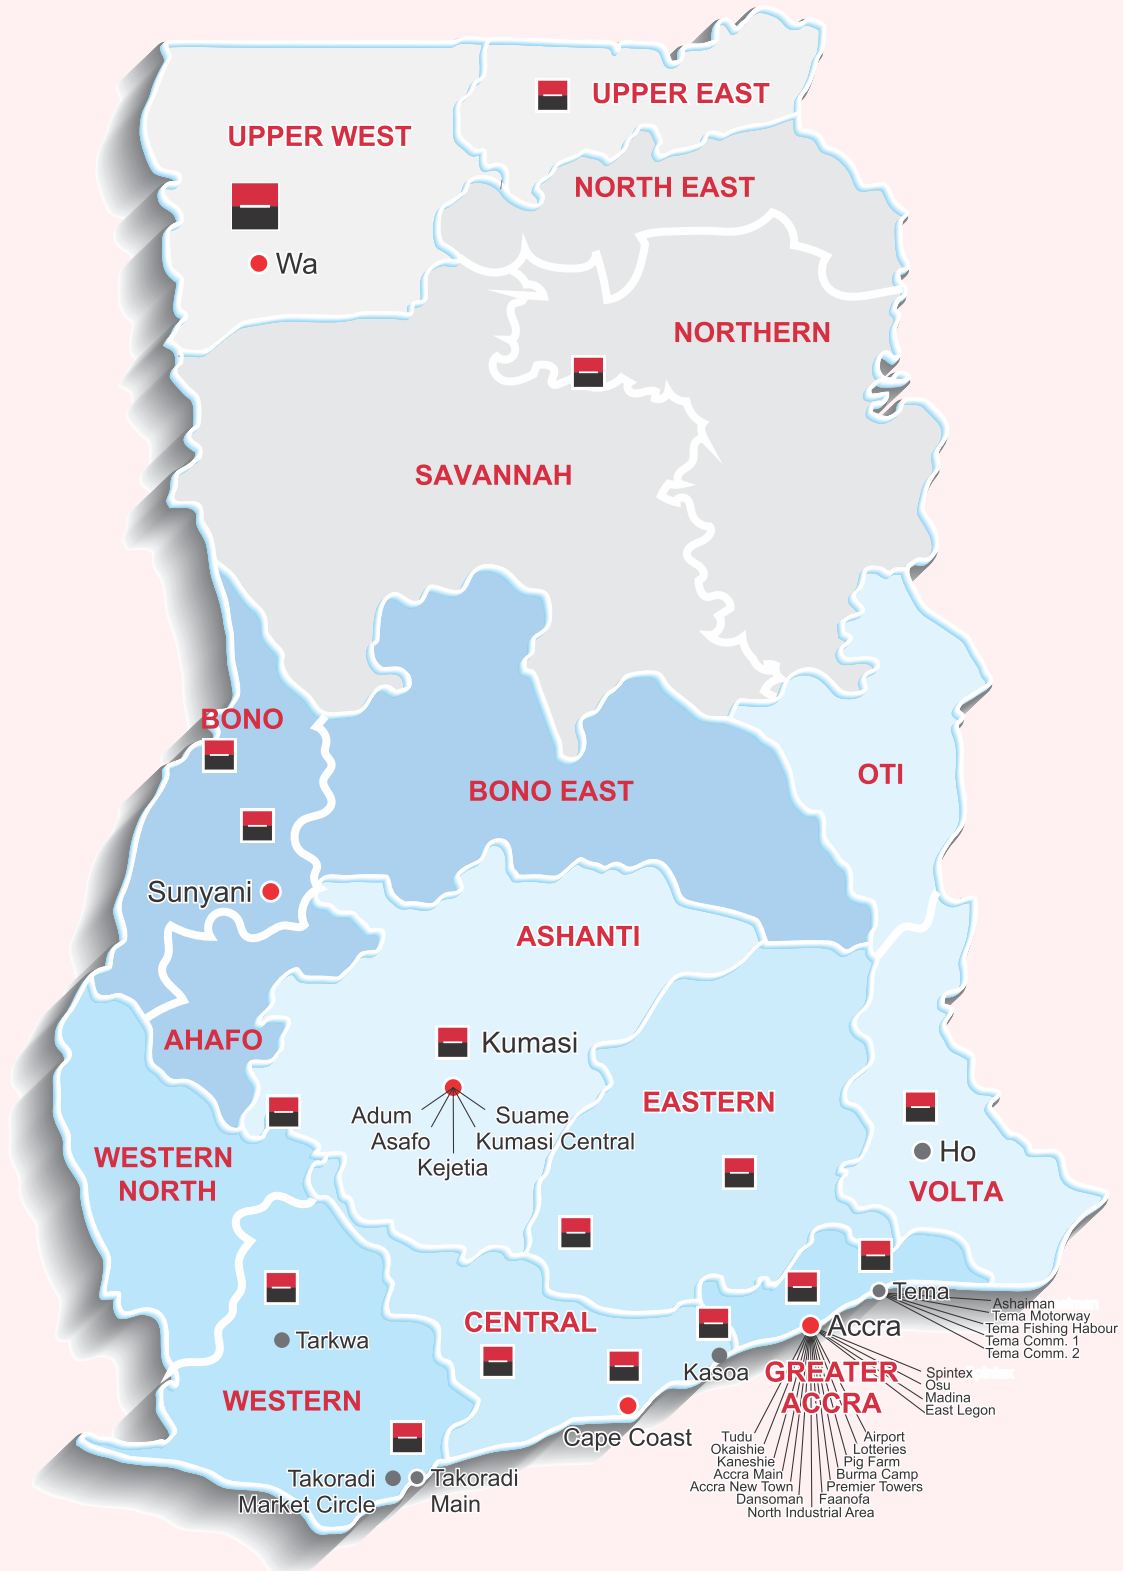 UPPER EAST
UPPER WEST
NORTH EAST
Wa
NORTHERN
SAVANNAH
BONO
OTI
BONO EAST
Sunyani
ASHANTI
AHAFO
Kumasi
Adum
Suame
Asafo
Kumasi Central
Kejetia
EASTERN
Ho
VOLTA
WESTERN
NORTH
Tema
Ashaiman
Tema Motorway
Tema Fishing Habour
Tema Comm. 1
Tema Comm. 2
CENTRAL
Accra
Tarkwa
Kasoa
GREATER
ACCRA
Spintex
Osu
Madina
East Legon
WESTERN
Cape Coast
Tudu
Airport
Okaishie
Lotteries
Kaneshie
Pig Farm
Accra Main
Burma Camp
Accra New Town
Premier Towers
Dansoman
Faanofa
North Industrial Area
Takoradi
Market Circle
Takoradi
Main